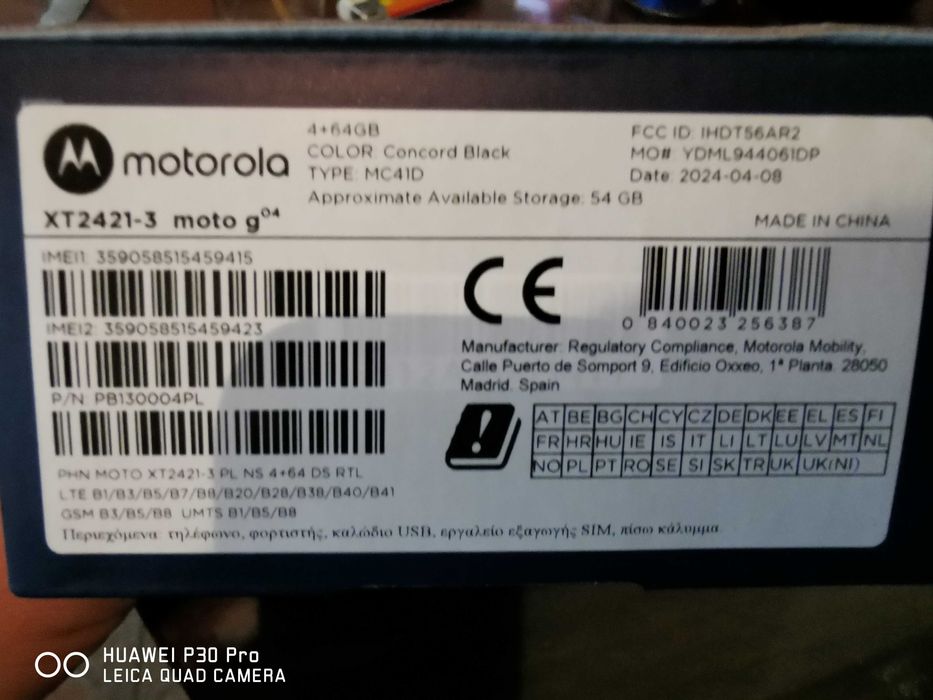 motorola
4+64GB
COLOR: Concord Black
TYPE: MC41D
Approximate Available Storage: 54 GB
FCC ID: IHDT56AR2
MO#: YDML944061DP
Date: 2024-04-08
XT2421-3 moto g04
MADE IN CHINA
IMEI1: 359058515459415
IMEI2: 359058515459423
P/N: PB130004PL
PHN MOTO XT2421-3 PL NS 4+64 DS RTL
LTE B1/B3/B5/B7/B8/B20/B28/B38/B40/B41
GSM B3/B5/B8 UMTS B1/B5/B8
CE
0 840023 256387
Manufacturer: Regulatory Compliance, Motorola Mobility,
Calle Puerto de Somport 9, Edificio Oxxeo, 1ª Planta. 28050
Madrid. Spain
AT BE BG CH CY CZ DE DK EE EL ES FI
FR HR HU IE IS IT LI LT LU LV MT NL
NO PL PT RO SE SI SK TR UK UK(NI)
Περιεχόμενα: τηλέφωνο, φορτιστής, καλώδιο USB, εργαλείο εξαγωγής SIM, πίσω κάλυμμα
HUAWEI P30 Pro
LEICA QUAD CAMERA